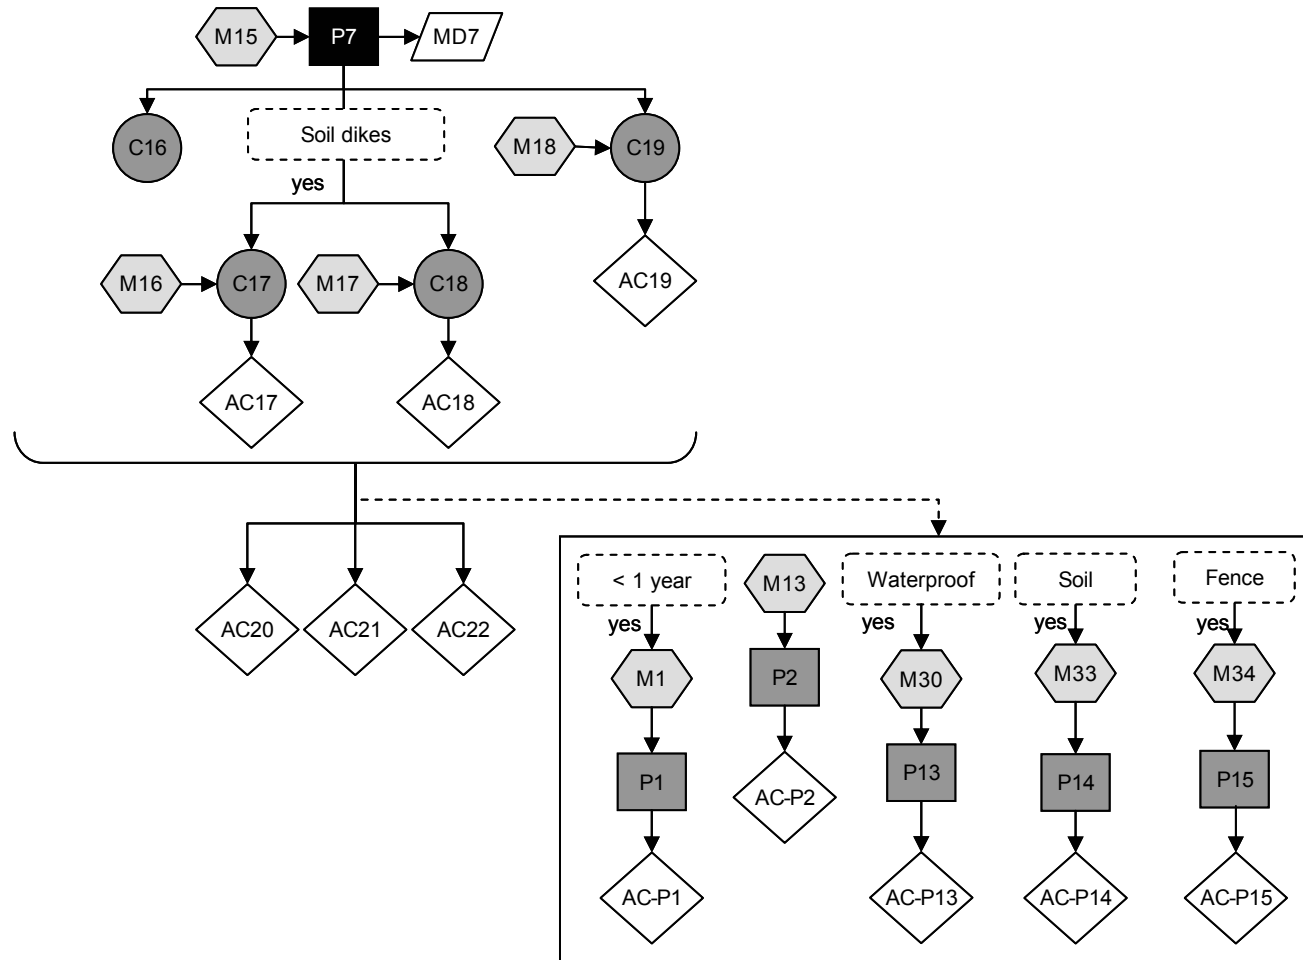 M15
P7
MD7
C16
Soil dikes
M18
C19
yes
M16
C17
M17
C18
AC19
AC17
AC18
< 1 year
M13
Waterproof
Soil
Fence
yes
yes
yes
yes
AC20
AC21
AC22
M1
P2
M30
M33
M34
P1
AC-P2
P13
P14
P15
AC-P1
AC-P13
AC-P14
AC-P15